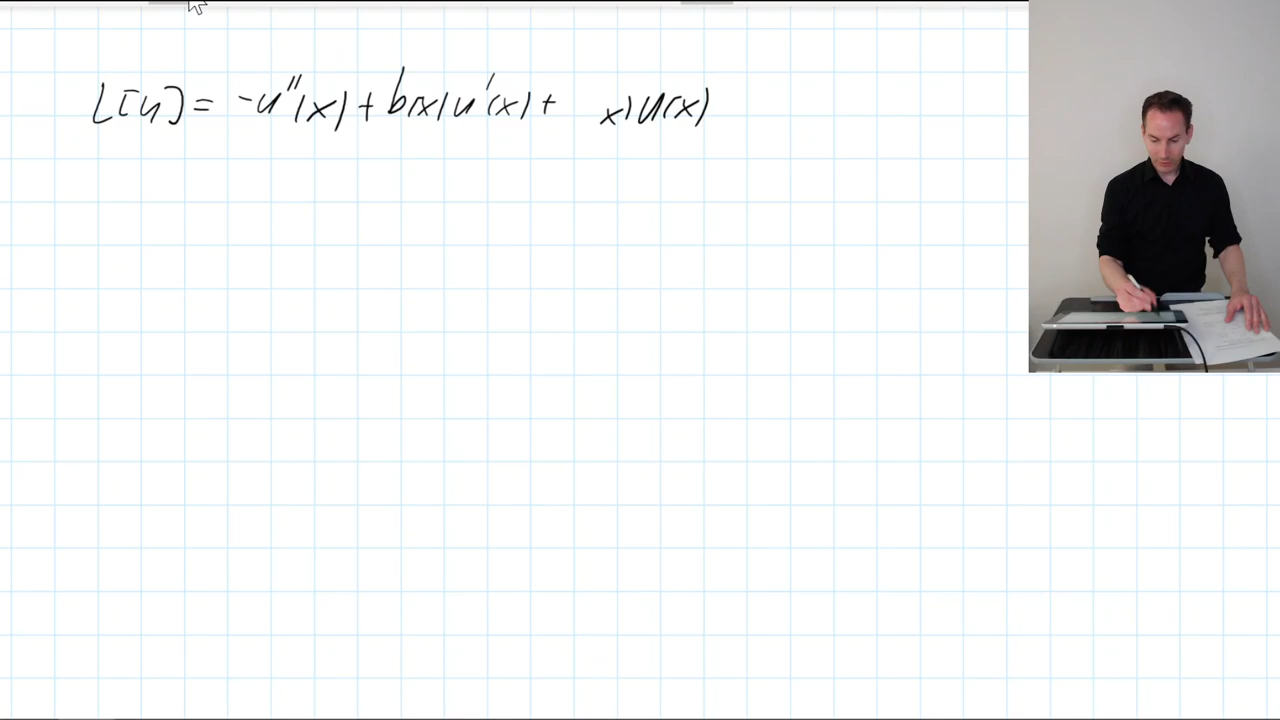 L[u] = -u''(x) + b(x)u'(x) + x)u(x)